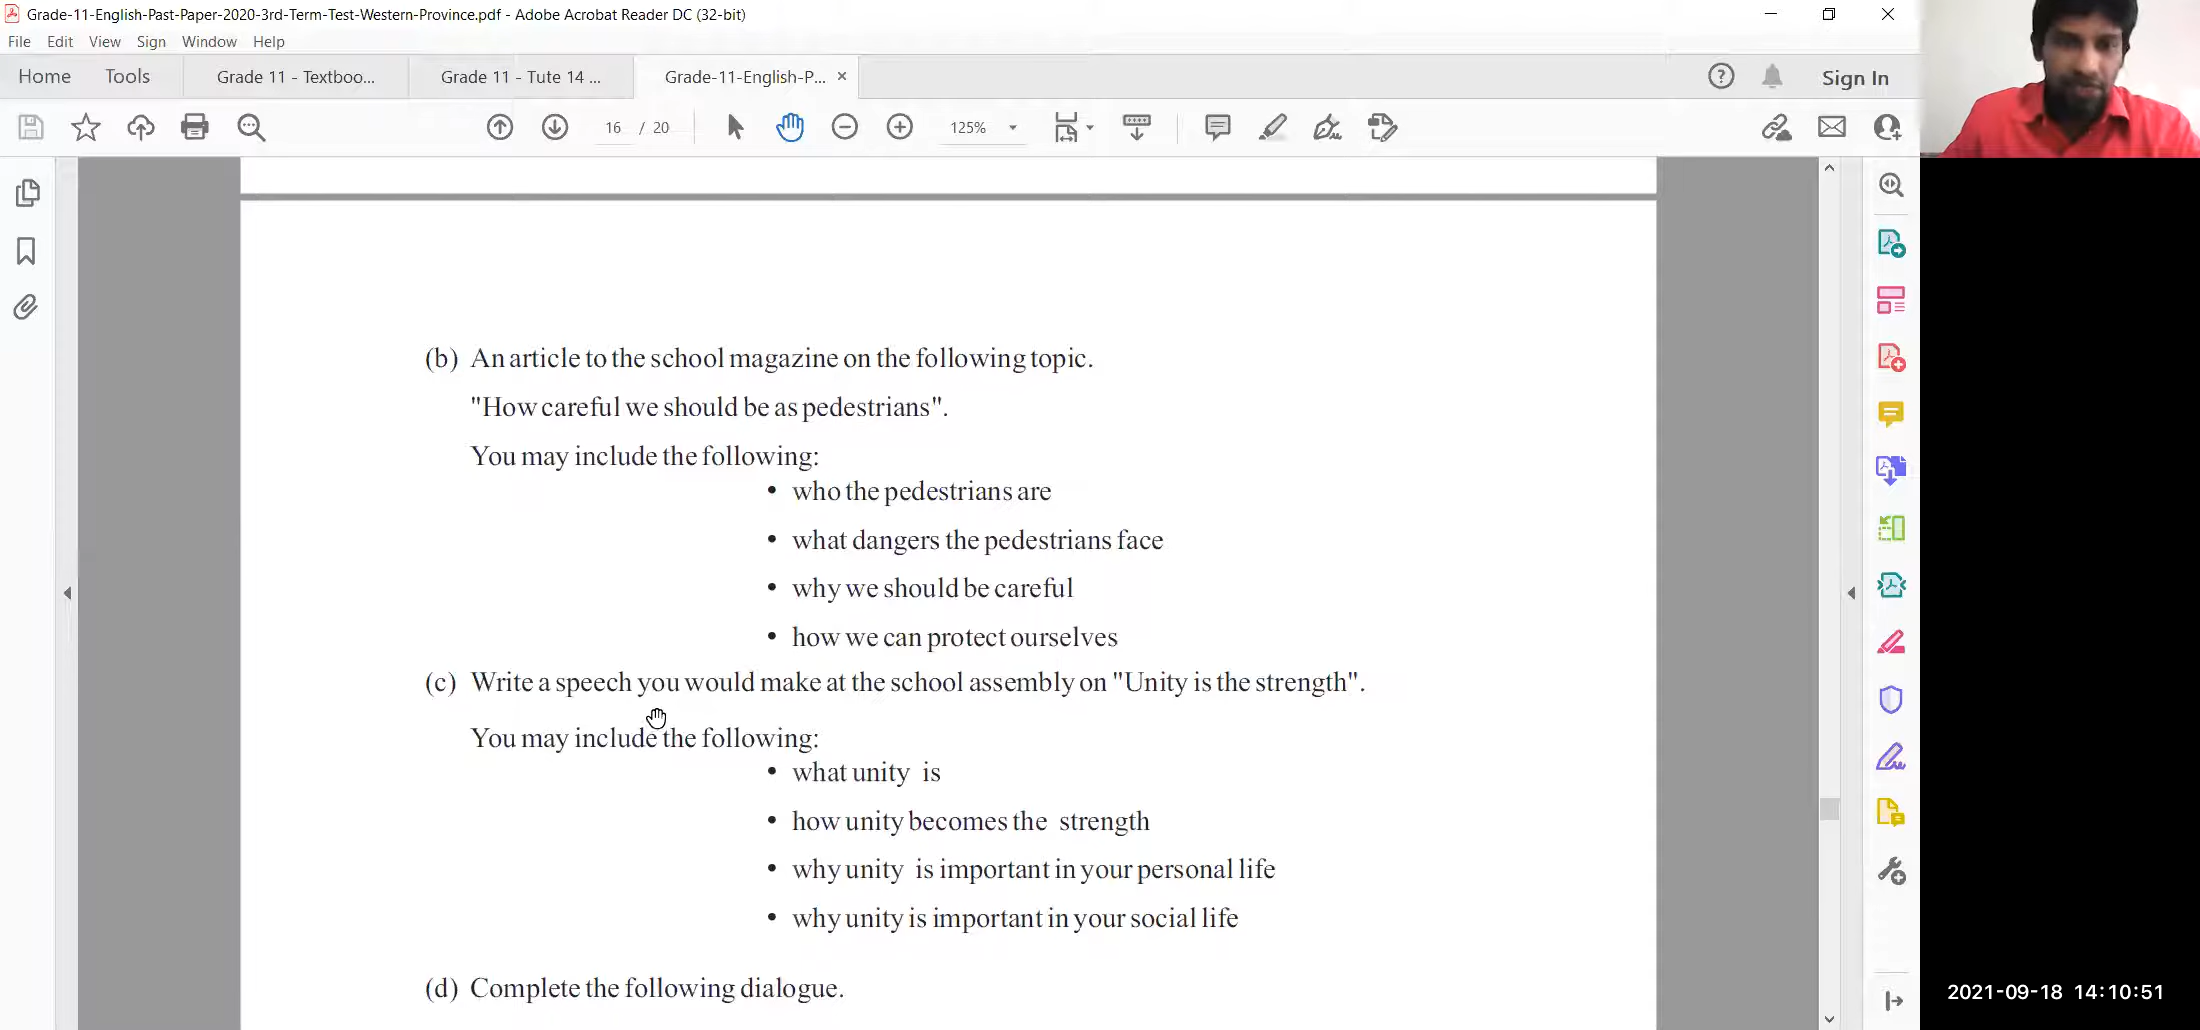 Grade-11-English-Past-Paper-2020-3rd-Term-Test-Western-Province.pdf - Adobe Acrobat Reader DC (32-bit)
File Edit View Sign Window Help
Home Tools Grade 11 - Textboo... Grade 11 - Tute 14 ... Grade-11-English-P... Sign In
16 / 20 125%
(b) An article to the school magazine on the following topic.
"How careful we should be as pedestrians".
You may include the following:
• who the pedestrians are
• what dangers the pedestrians face
• why we should be careful
• how we can protect ourselves
(c) Write a speech you would make at the school assembly on "Unity is the strength".
You may include the following:
• what unity is
• how unity becomes the strength
• why unity is important in your personal life
• why unity is important in your social life
(d) Complete the following dialogue.
2021-09-18 14:10:51